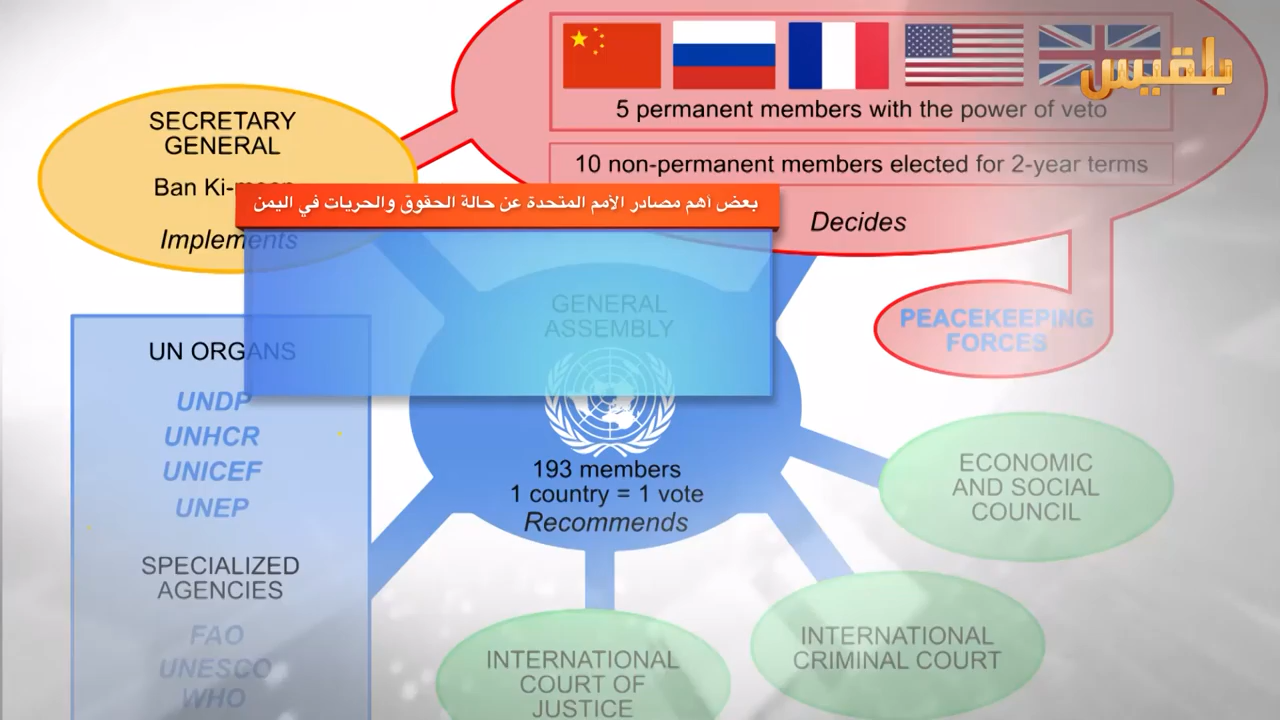 بلقيس
5 permanent members with the power of veto
10 non-permanent members elected for 2-year terms
Decides
SECRETARY
GENERAL
Ban Ki-moon
Implements
بعض أهم مصادر الأمم المتحدة عن حالة الحقوق والحريات في اليمن
GENERAL
ASSEMBLY
193 members
1 country = 1 vote
Recommends
PEACEKEEPING
FORCES
UN ORGANS
UNDP
UNHCR
UNICEF
UNEP
SPECIALIZED
AGENCIES
FAO
UNESCO
WHO
ECONOMIC
AND SOCIAL
COUNCIL
INTERNATIONAL
CRIMINAL COURT
INTERNATIONAL
COURT OF
JUSTICE